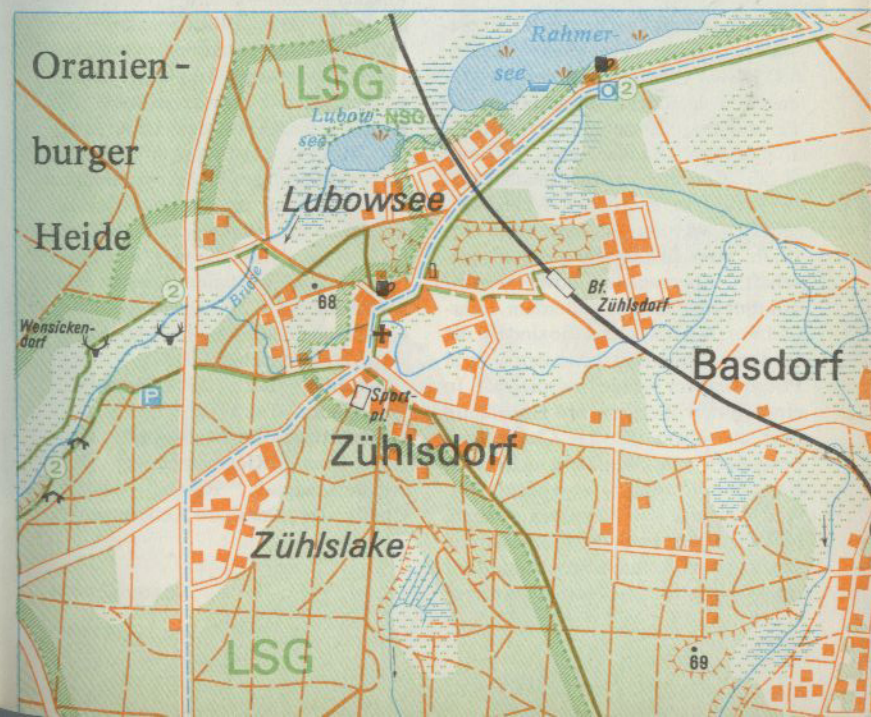 Oranien-
burger
Heide
LSG
Rahmer-
see
Lubow-
see
NSG
2
Lubowsee
2
Briese
68
Bf.
Zühlsdorf
Wensicken-
dorf
P
Basdorf
Sport-
pl.
Zühlsdorf
2
Zühlslake
LSG
69